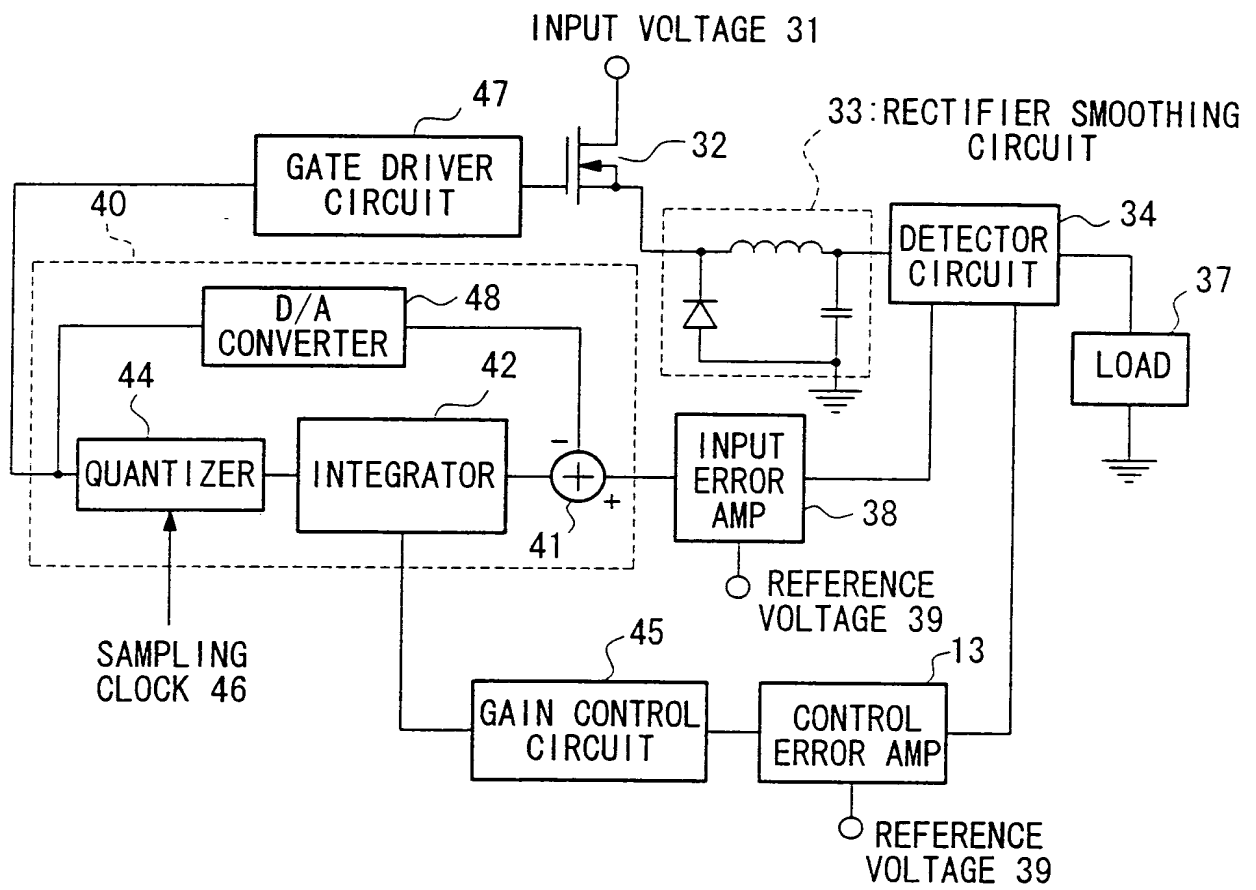 INPUT VOLTAGE 31
47
33:RECTIFIER SMOOTHING
CIRCUIT
32
GATE DRIVER
CIRCUIT
40
34
DETECTOR
CIRCUIT
D/A
CONVERTER
48
37
LOAD
44
42
QUANTIZER
INTEGRATOR
−
+
+
41
INPUT
ERROR
AMP
38
REFERENCE
VOLTAGE 39
SAMPLING
CLOCK 46
45
13
GAIN CONTROL
CIRCUIT
CONTROL
ERROR AMP
REFERENCE
VOLTAGE 39